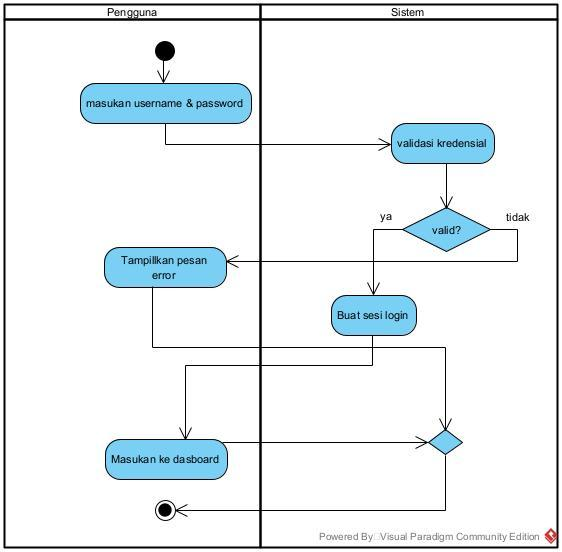 Pengguna
Sistem
masukan username & password
validasi kredensial
ya
tidak
valid?
Tampillkan pesan
error
Buat sesi login
Masukan ke dasboard
Powered By Visual Paradigm Community Edition